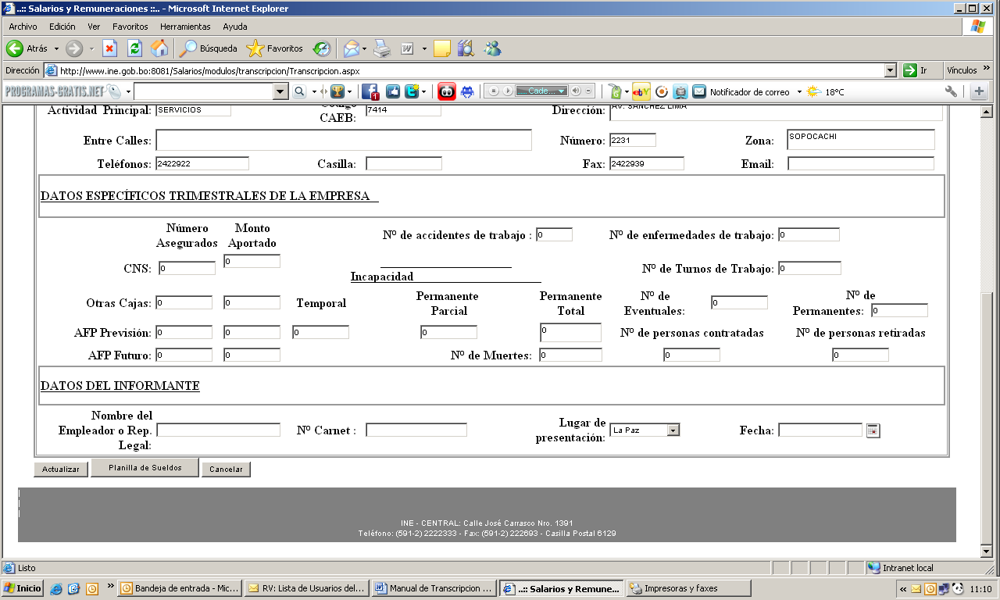 ..:: Salarios y Remuneraciones ::.. - Microsoft Internet Explorer
Archivo Edición Ver Favoritos Herramientas Ayuda
Atrás Búsqueda Favoritos
Dirección http://www.ine.gob.bo:8081/Salarios/modulos/transcripcion/Transcripcion.aspx Ir Vínculos »
PROGRAMAS-GRATIS.NET 1 Cade... ebY Notificador de correo 18°C
Actividad Principal: SERVICIOS Código CAEB: 7414 Dirección: AV. SANCHEZ LIMA
Entre Calles: Número: 2231 Zona: SOPOCACHI
Teléfonos: 2422922 Casilla: Fax: 2422939 Email:
DATOS ESPECÍFICOS TRIMESTRALES DE LA EMPRESA
Número Asegurados Monto Aportado Nº de accidentes de trabajo : 0 Nº de enfermedades de trabajo: 0
CNS: 0 0 Nº de Turnos de Trabajo: 0
Incapacidad
Otras Cajas: 0 0 Temporal Permanente Parcial Permanente Total Nº de Eventuales: 0 Nº de Permanentes: 0
AFP Previsión: 0 0 0 0 0 Nº de personas contratadas Nº de personas retiradas
AFP Futuro: 0 0 Nº de Muertes: 0 0 0
DATOS DEL INFORMANTE
Nombre del Empleador o Rep. Legal: Nº Carnet : Lugar de presentación: La Paz Fecha:
Actualizar Planilla de Sueldos Cancelar
INE - CENTRAL: Calle José Carrasco Nro. 1391
Teléfono: (591-2) 2222333 - Fax: (591-2) 222693 - Casilla Postal 6129
Listo Intranet local
Inicio » Bandeja de entrada - Mic... RV: Lista de Usuarios del... Manual de Transcripcion ... ..:: Salarios y Remune... Impresoras y faxes « 11:10